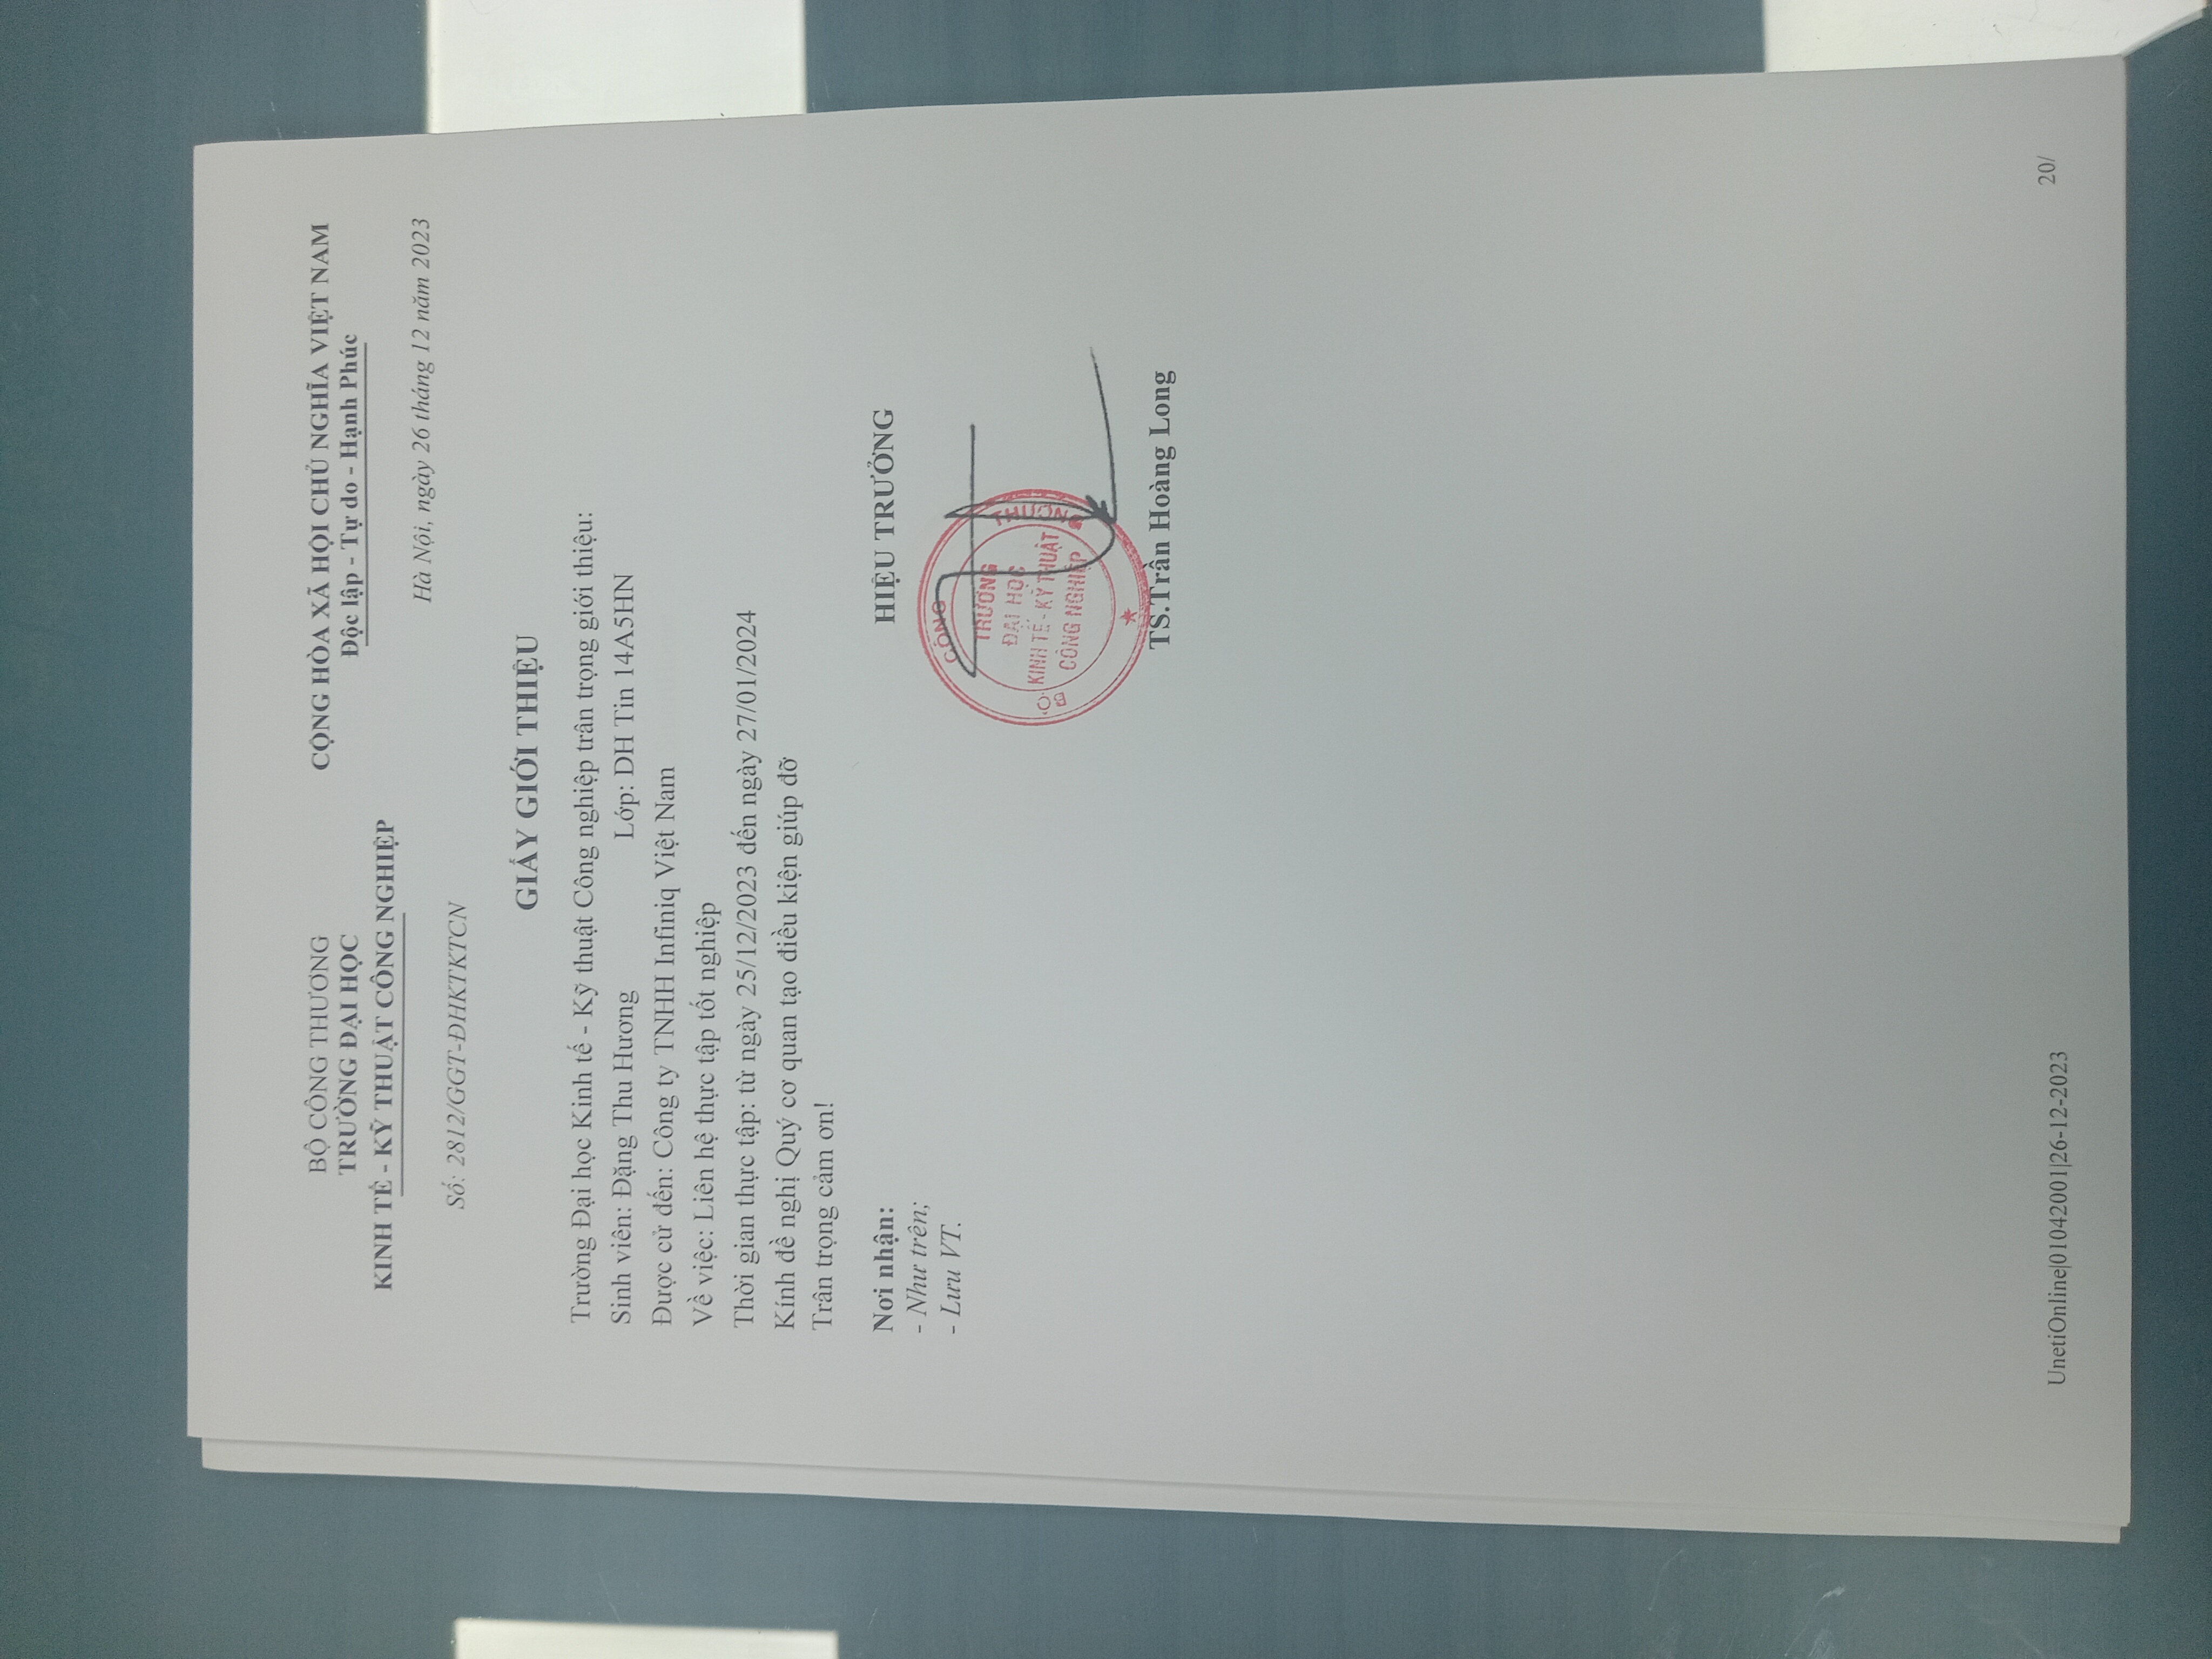 BỘ CÔNG THƯƠNG
TRƯỜNG ĐẠI HỌC
KINH TẾ - KỸ THUẬT CÔNG NGHIỆP
Số: 2812/GGT-ĐHKTKTCN
CỘNG HÒA XÃ HỘI CHỦ NGHĨA VIỆT NAM
Độc lập - Tự do - Hạnh Phúc
Hà Nội, ngày 26 tháng 12 năm 2023
GIẤY GIỚI THIỆU
Trường Đại học Kinh tế - Kỹ thuật Công nghiệp trân trọng giới thiệu:
Sinh viên: Đặng Thu Hương Lớp: DH Tin 14A5HN
Được cử đến: Công ty TNHH Infiniq Việt Nam
Về việc: Liên hệ thực tập tốt nghiệp
Thời gian thực tập: từ ngày 25/12/2023 đến ngày 27/01/2024
Kính đề nghị Quý cơ quan tạo điều kiện giúp đỡ
Trân trọng cảm ơn!
Nơi nhận:
- Như trên;
- Lưu VT.
HIỆU TRƯỞNG
BỘ CÔNG THƯƠNG
TRƯỜNG
ĐẠI HỌC
KINH TẾ - KỸ THUẬT
CÔNG NGHIỆP
TS.Trần Hoàng Long
UnetiOnline|01042001|26-12-2023
20/